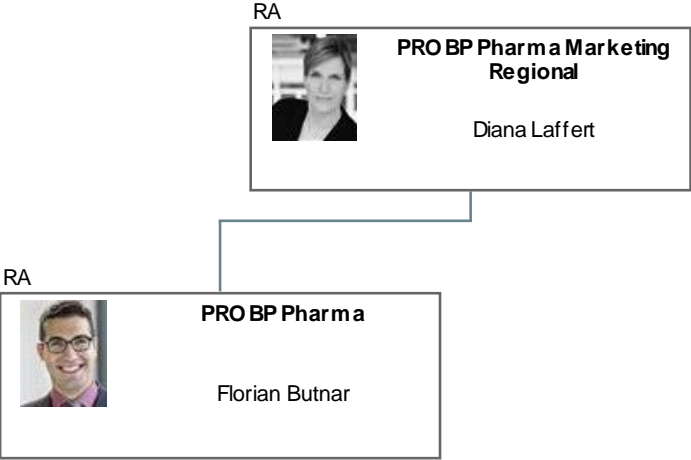 RA
PRO BP Pharma Marketing
Regional
Diana Laffert
RA
PRO BP Pharma
Florian Butnar